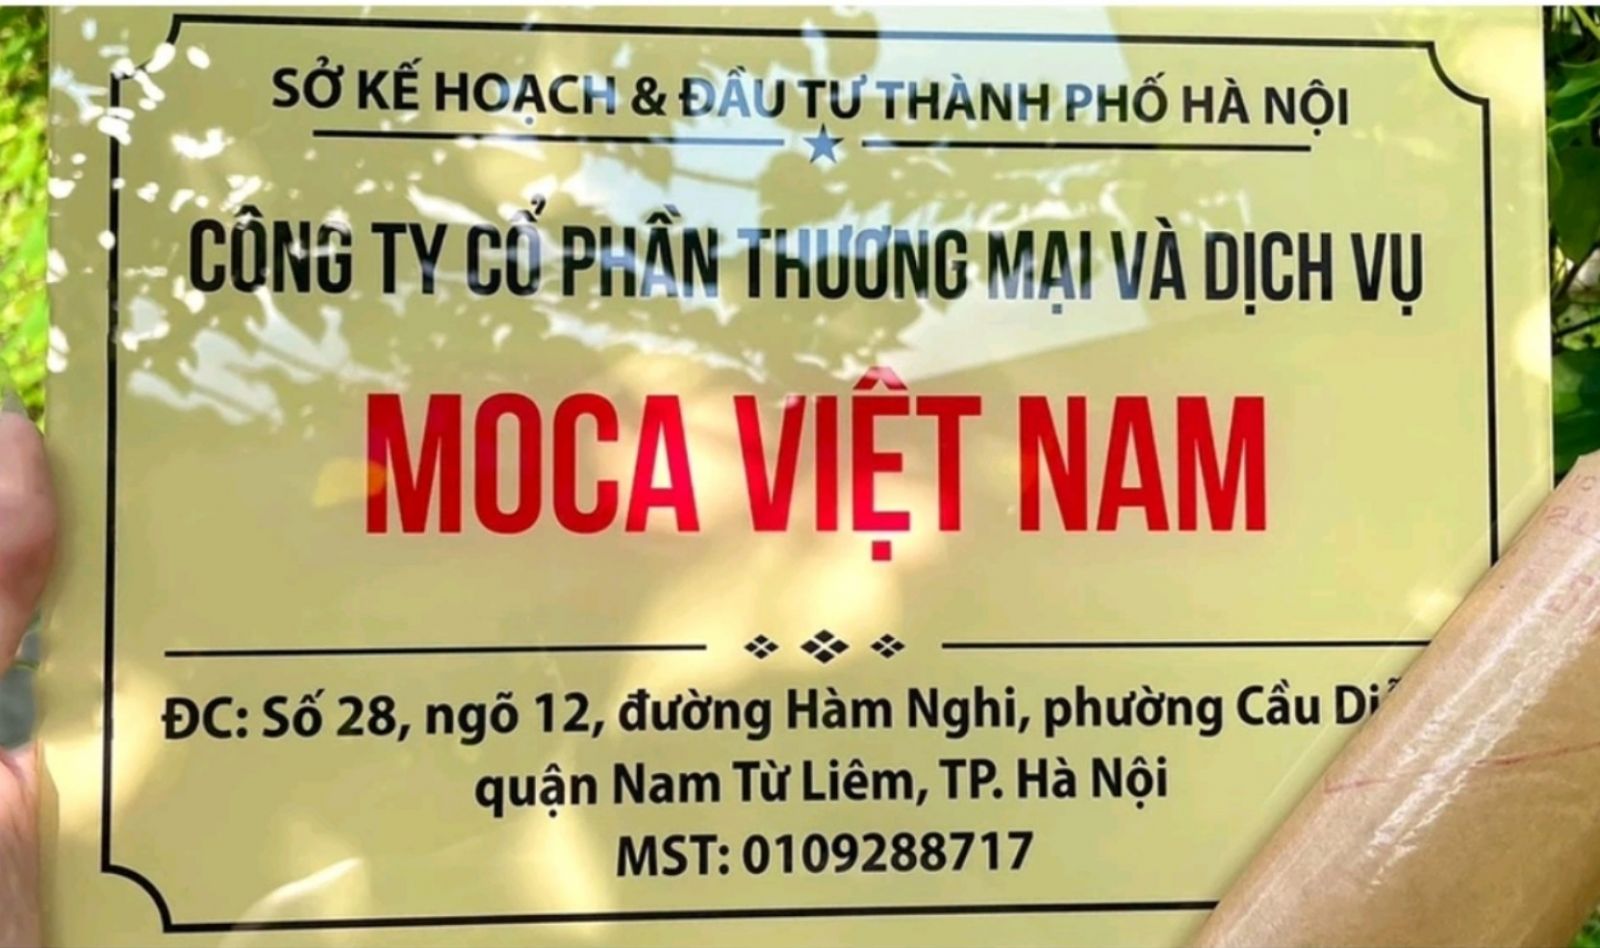 SỞ KẾ HOẠCH & ĐẦU TƯ THÀNH PHỐ HÀ NỘI
CÔNG TY CỔ PHẦN THƯƠNG MẠI VÀ DỊCH VỤ
MOCA VIỆT NAM
ĐC: Số 28, ngõ 12, đường Hàm Nghi, phường Cầu
quận Nam Từ Liêm, TP. Hà Nội
MST: 0109288717